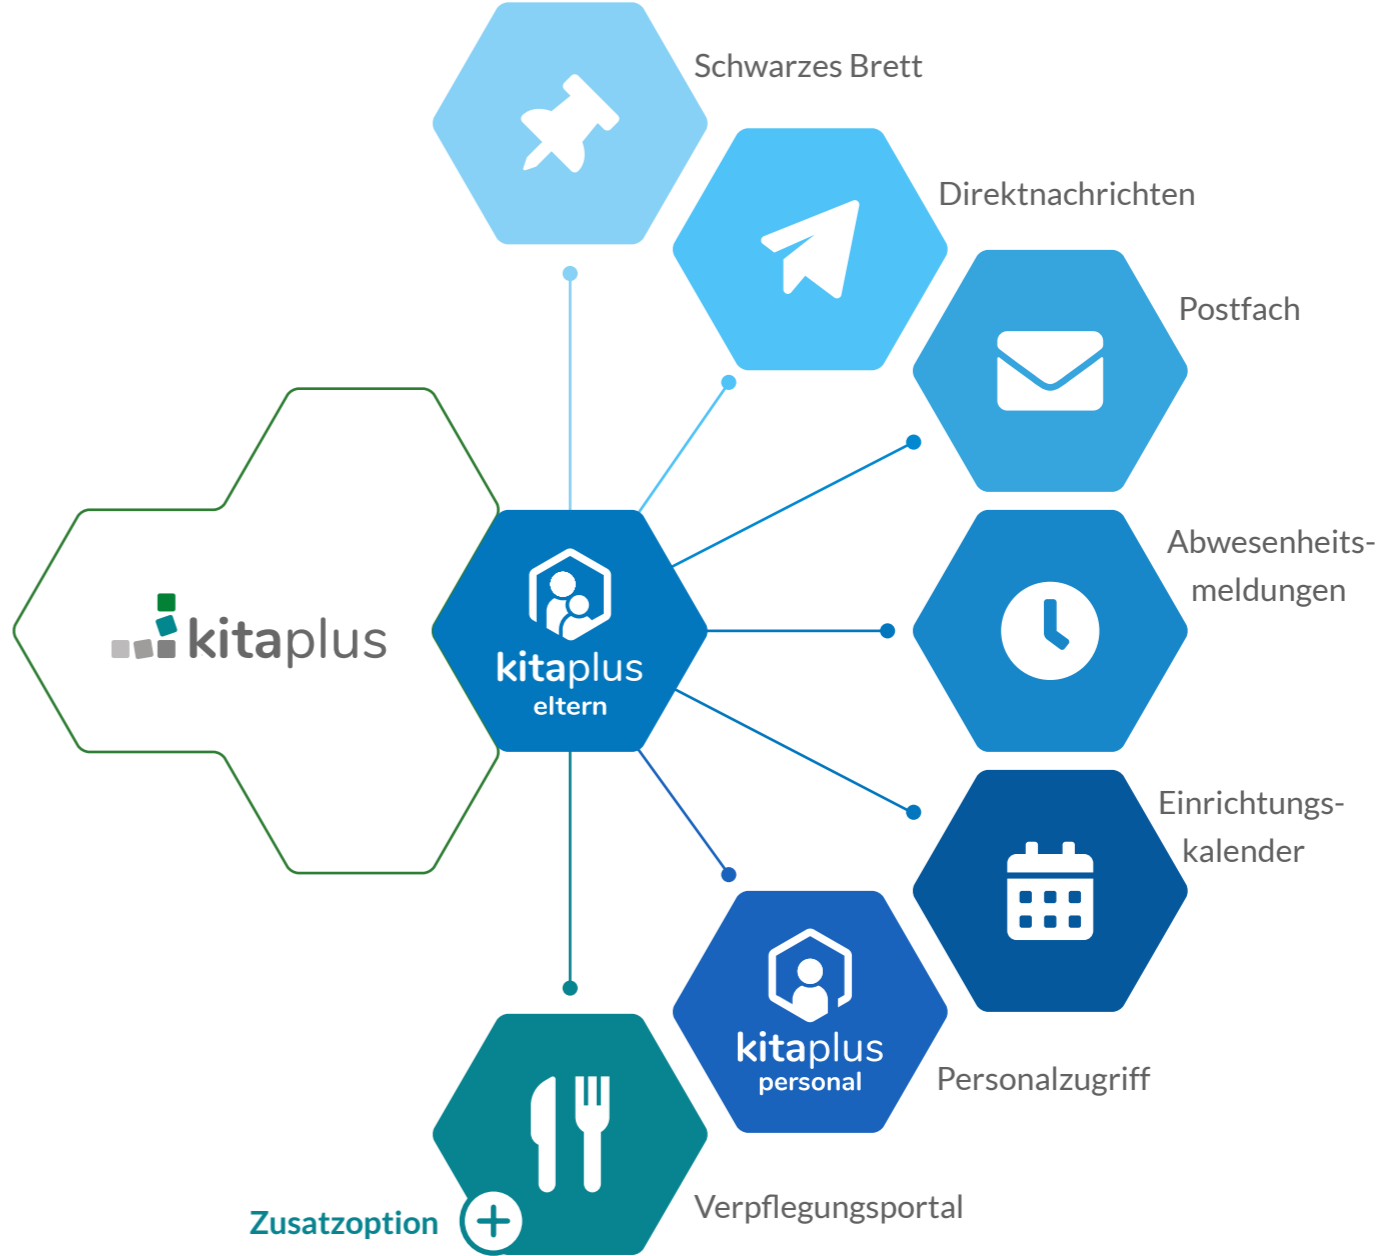 Schwarzes Brett
Direktnachrichten
Postfach
Abwesenheits-
meldungen
kitaplus
kitaplus
eltern
Einrichtungs-
kalender
kitaplus
personal
Personalzugriff
Verpflegungsportal
Zusatzoption